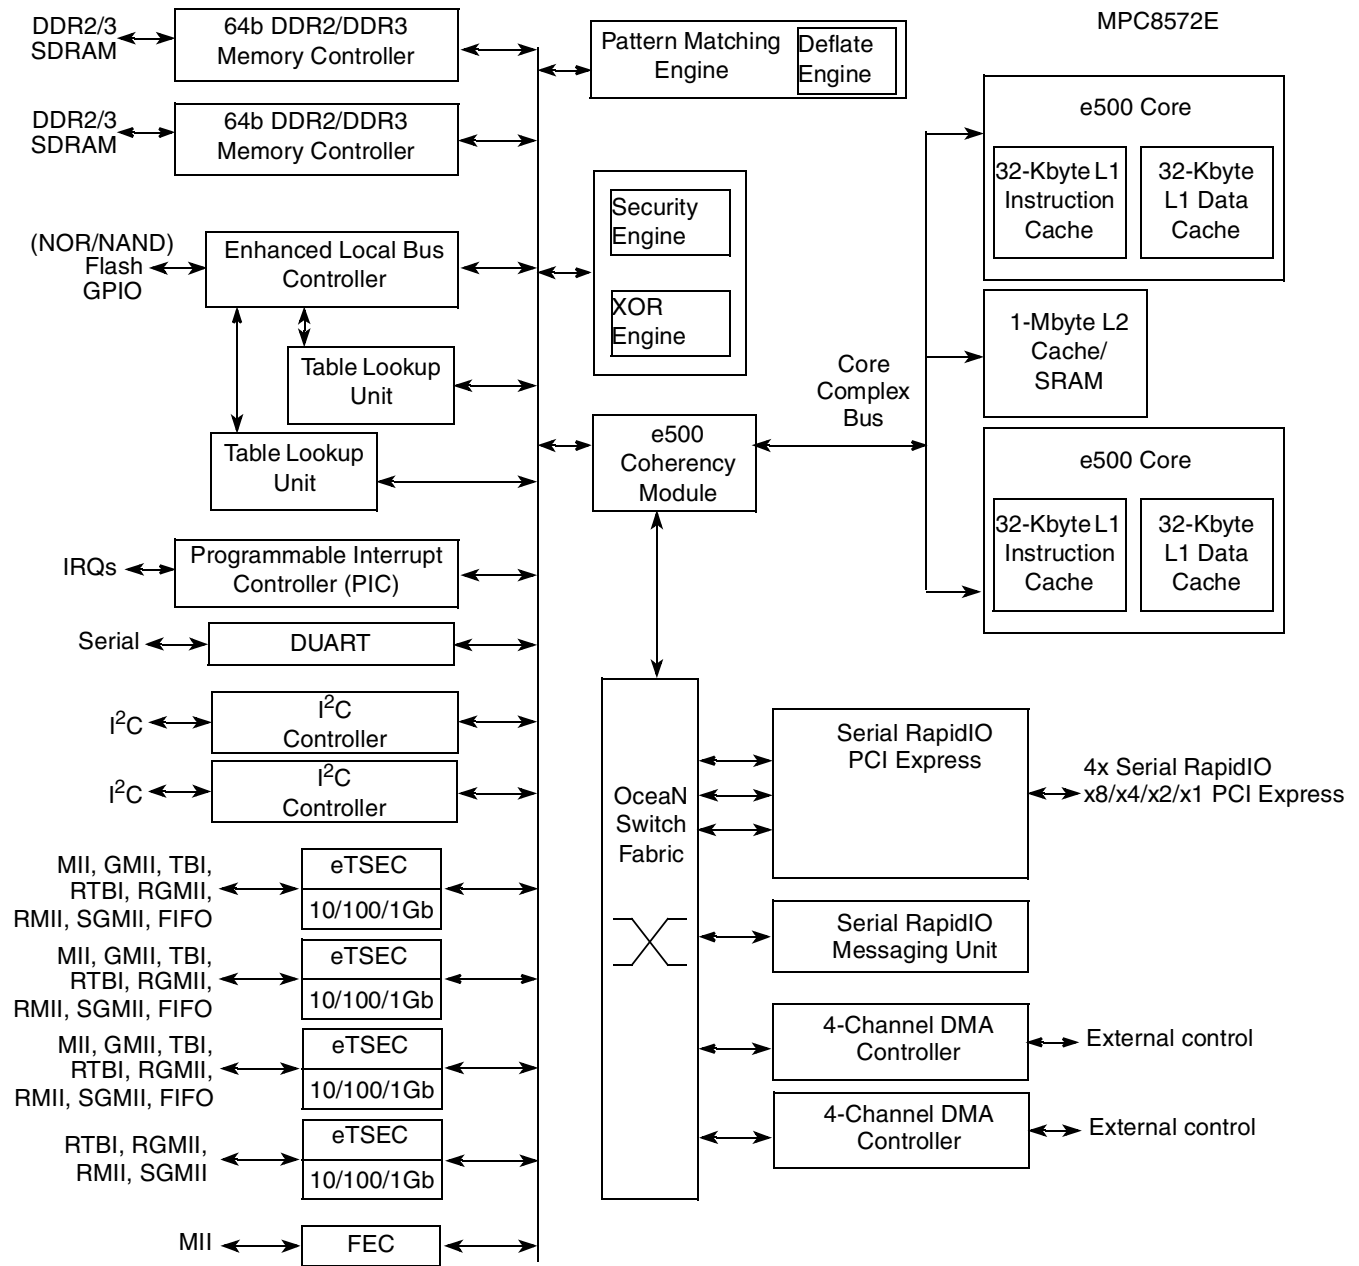 DDR2/3
SDRAM
64b DDR2/DDR3
Memory Controller
Pattern Matching
Engine
Deflate
Engine
MPC8572E
DDR2/3
SDRAM
64b DDR2/DDR3
Memory Controller
e500 Core
32-Kbyte L1
Instruction
Cache
32-Kbyte
L1 Data
Cache
Security
Engine
XOR
Engine
(NOR/NAND)
Flash
GPIO
Enhanced Local Bus
Controller
Table Lookup
Unit
Table Lookup
Unit
1-Mbyte L2
Cache/
SRAM
Core
Complex
Bus
e500
Coherency
Module
e500 Core
32-Kbyte L1
Instruction
Cache
32-Kbyte
L1 Data
Cache
IRQs
Programmable Interrupt
Controller (PIC)
Serial
DUART
I2C
I2C
Controller
I2C
I2C
Controller
OceaN
Switch
Fabric
Serial RapidIO
PCI Express
4x Serial RapidIO
x8/x4/x2/x1 PCI Express
MII, GMII, TBI,
RTBI, RGMII,
RMII, SGMII, FIFO
eTSEC
10/100/1Gb
Serial RapidIO
Messaging Unit
MII, GMII, TBI,
RTBI, RGMII,
RMII, SGMII, FIFO
eTSEC
10/100/1Gb
4-Channel DMA
Controller
External control
MII, GMII, TBI,
RTBI, RGMII,
RMII, SGMII, FIFO
eTSEC
10/100/1Gb
4-Channel DMA
Controller
External control
RTBI, RGMII,
RMII, SGMII
eTSEC
10/100/1Gb
MII
FEC